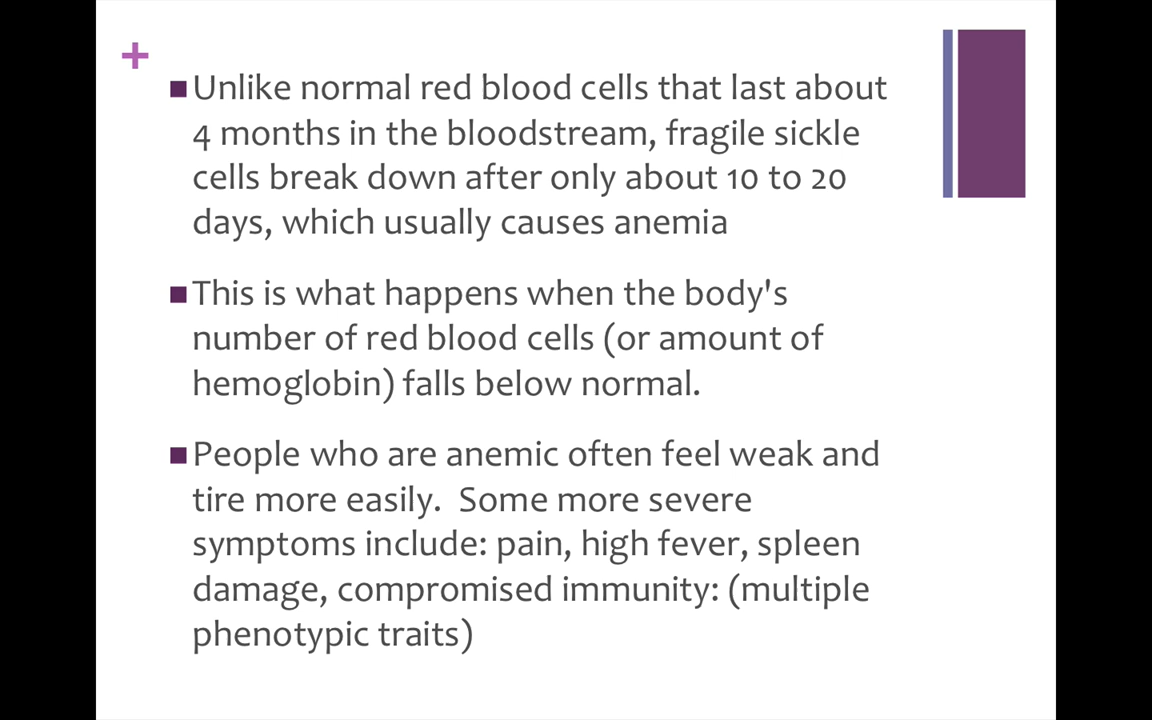 +
■Unlike normal red blood cells that last about
4 months in the bloodstream, fragile sickle
cells break down after only about 10 to 20
days, which usually causes anemia
■This is what happens when the body's
number of red blood cells (or amount of
hemoglobin) falls below normal.
■People who are anemic often feel weak and
tire more easily.  Some more severe
symptoms include: pain, high fever, spleen
damage, compromised immunity: (multiple
phenotypic traits)